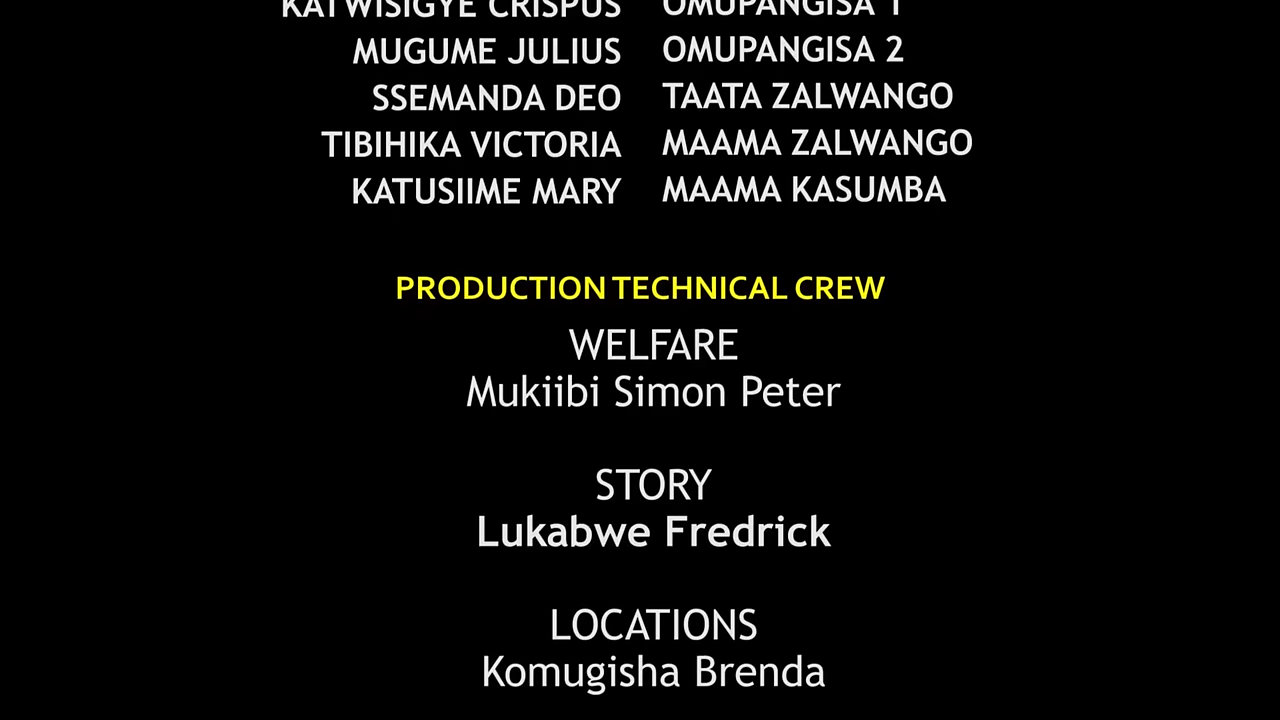 KATWISIGYE CRISPUS OMUPANGISA 1
MUGUME JULIUS OMUPANGISA 2
SSEMANDA DEO TAATA ZALWANGO
TIBIHIKA VICTORIA MAAMA ZALWANGO
KATUSIIME MARY MAAMA KASUMBA
PRODUCTION TECHNICAL CREW
WELFARE
Mukiibi Simon Peter
STORY
Lukabwe Fredrick
LOCATIONS
Komugisha Brenda